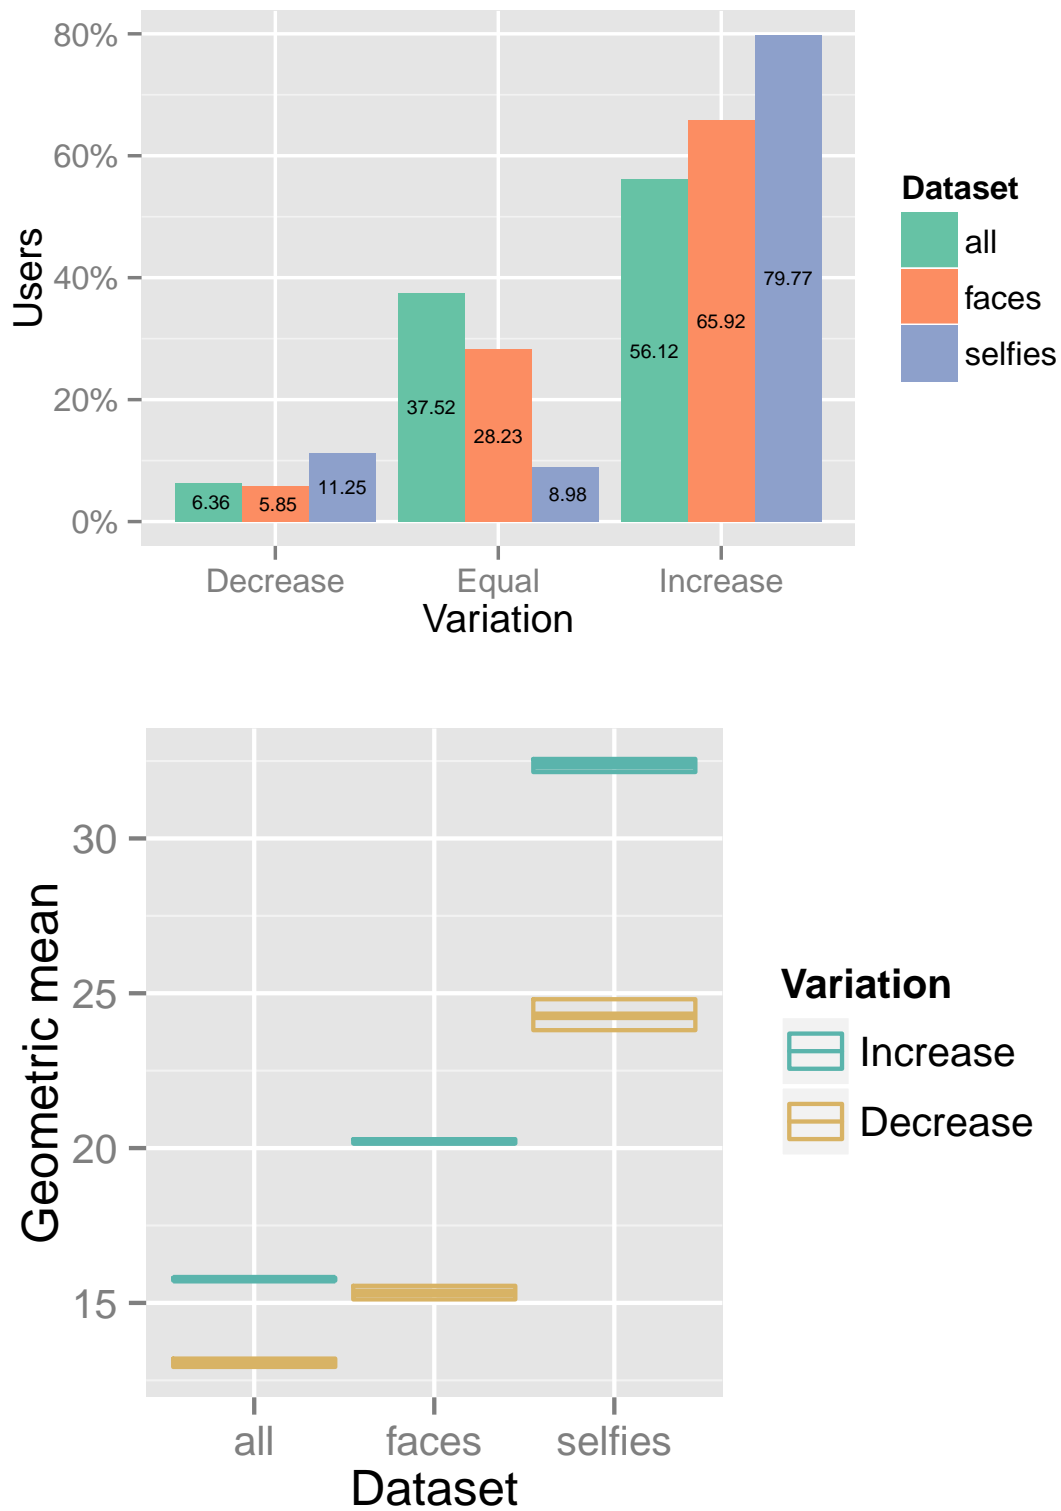 80%
60%
40%
20%
0%
Users
6.36
5.85
11.25
37.52
28.23
8.98
56.12
65.92
79.77
Decrease
Equal
Increase
Variation
Dataset
all
faces
selfies
30
25
20
15
Geometric mean
all
faces
selfies
Dataset
Variation
Increase
Decrease